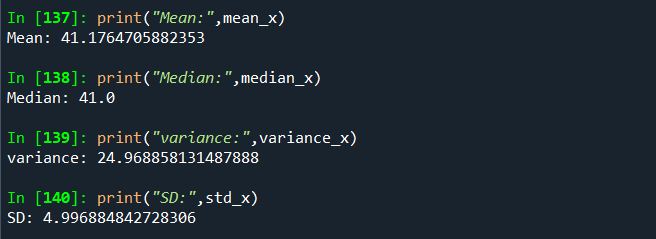 In [137]: print("Mean:",mean_x)
Mean: 41.1764705882353
In [138]: print("Median:",median_x)
Median: 41.0
In [139]: print("variance:",variance_x)
variance: 24.968858131487888
In [140]: print("SD:",std_x)
SD: 4.996884842728306